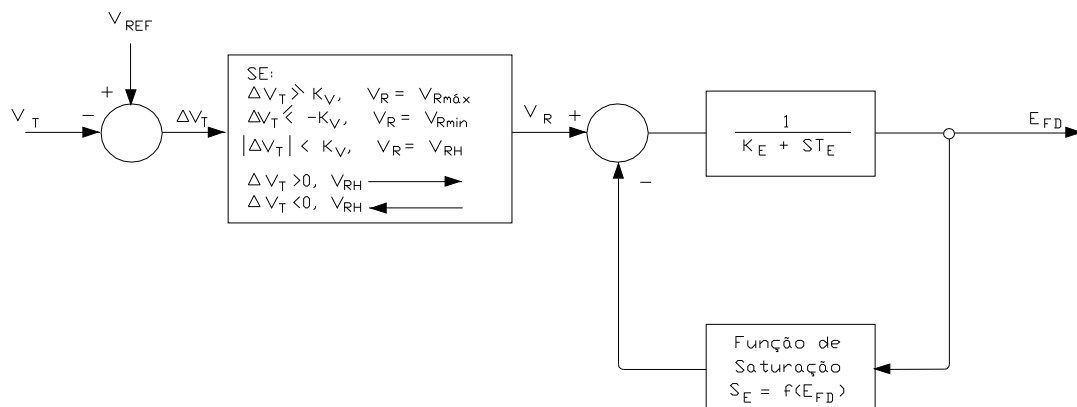 V_REF
+
V_T
−
ΔV_T
SE:
ΔV_T ⩾ K_V, V_R = V_Rmáx
ΔV_T ⩽ -K_V, V_R = V_Rmin
|ΔV_T| < K_V, V_R = V_RH
ΔV_T >0, V_RH
ΔV_T <0, V_RH
V_R
+
−
1
K_E + ST_E
E_FD
Função de
Saturação
S_E = f(E_FD)